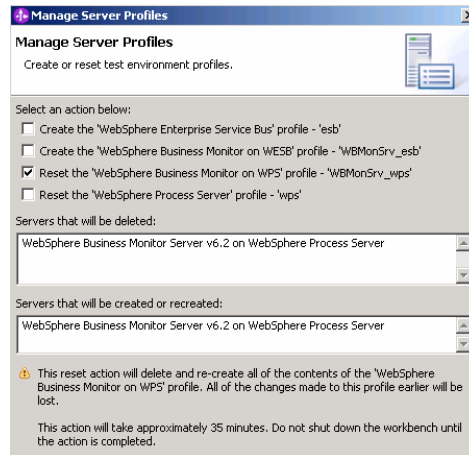 Manage Server Profiles
Manage Server Profiles
Create or reset test environment profiles.
Select an action below:
Create the 'WebSphere Enterprise Service Bus' profile - 'esb'
Create the 'WebSphere Business Monitor on WESB' profile - 'WBMonSrv_esb'
Reset the 'WebSphere Business Monitor on WPS' profile - 'WBMonSrv_wps'
Reset the 'WebSphere Process Server' profile - 'wps'
Servers that will be deleted:
WebSphere Business Monitor Server v6.2 on WebSphere Process Server
Servers that will be created or recreated:
WebSphere Business Monitor Server v6.2 on WebSphere Process Server
This reset action will delete and re-create all of the contents of the 'WebSphere
Business Monitor on WPS' profile. All of the changes made to this profile earlier will be
lost.
This action will take approximately 35 minutes. Do not shut down the workbench until
the action is completed.